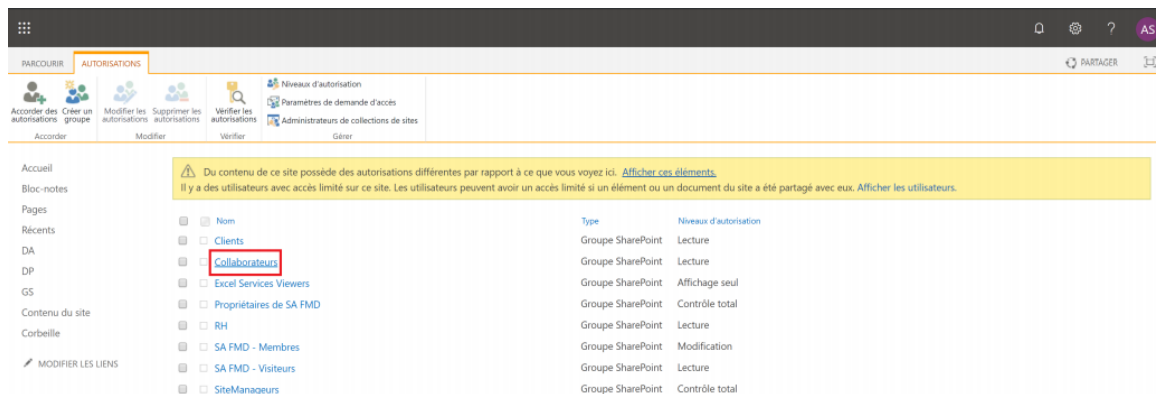 AS
PARCOURIR AUTORISATIONS PARTAGER
Accorder des autorisations
Créer un groupe
Modifier les autorisations
Supprimer les autorisations
Vérifier les autorisations
Niveaux d'autorisation
Paramètres de demande d'accès
Administrateurs de collections de sites
Accorder Modifier Vérifier Gérer
Accueil
Bloc-notes
Pages
Récents
DA
DP
GS
Contenu du site
Corbeille
MODIFIER LES LIENS
Du contenu de ce site possède des autorisations différentes par rapport à ce que vous voyez ici. Afficher ces éléments.
Il y a des utilisateurs avec accès limité sur ce site. Les utilisateurs peuvent avoir un accès limité si un élément ou un document du site a été partagé avec eux. Afficher les utilisateurs.
Nom Type Niveaux d'autorisation
Clients Groupe SharePoint Lecture
Collaborateurs Groupe SharePoint Lecture
Excel Services Viewers Groupe SharePoint Affichage seul
Propriétaires de SA FMD Groupe SharePoint Contrôle total
RH Groupe SharePoint Lecture
SA FMD - Membres Groupe SharePoint Modification
SA FMD - Visiteurs Groupe SharePoint Lecture
SiteManageurs Groupe SharePoint Contrôle total